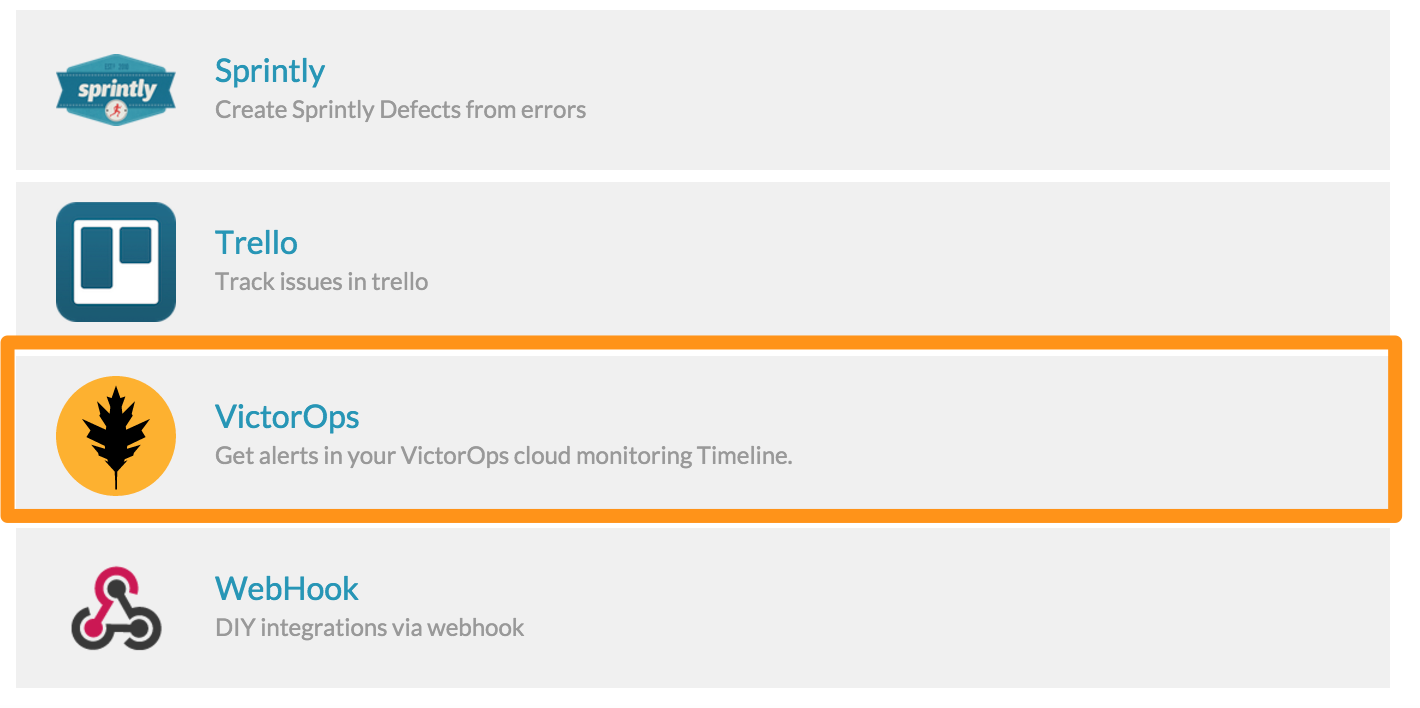 sprintly
Sprintly
Create Sprintly Defects from errors
Trello
Track issues in trello
VictorOps
Get alerts in your VictorOps cloud monitoring Timeline.
WebHook
DIY integrations via webhook